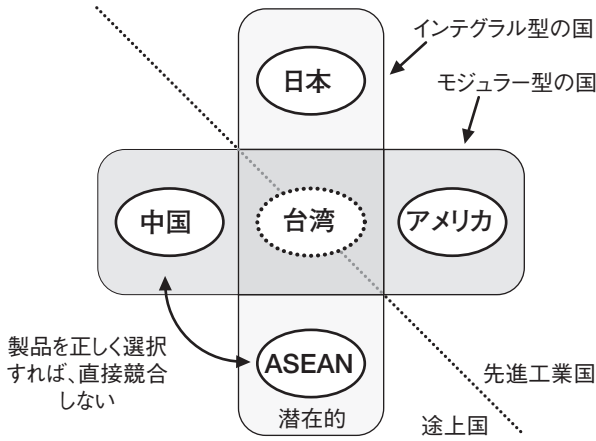 インテグラル型の国
日本
モジュラー型の国
中国
台湾
アメリカ
製品を正しく選択
すれば、直接競合
しない
ASEAN
潜在的
先進工業国
途上国